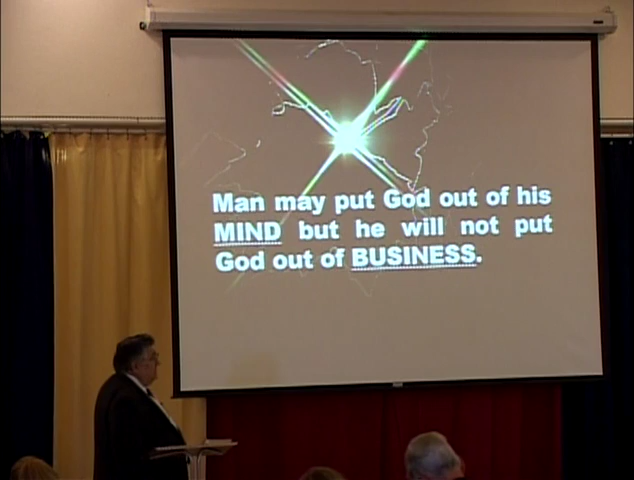 Man may put God out of his
MIND but he will not put
God out of BUSINESS.